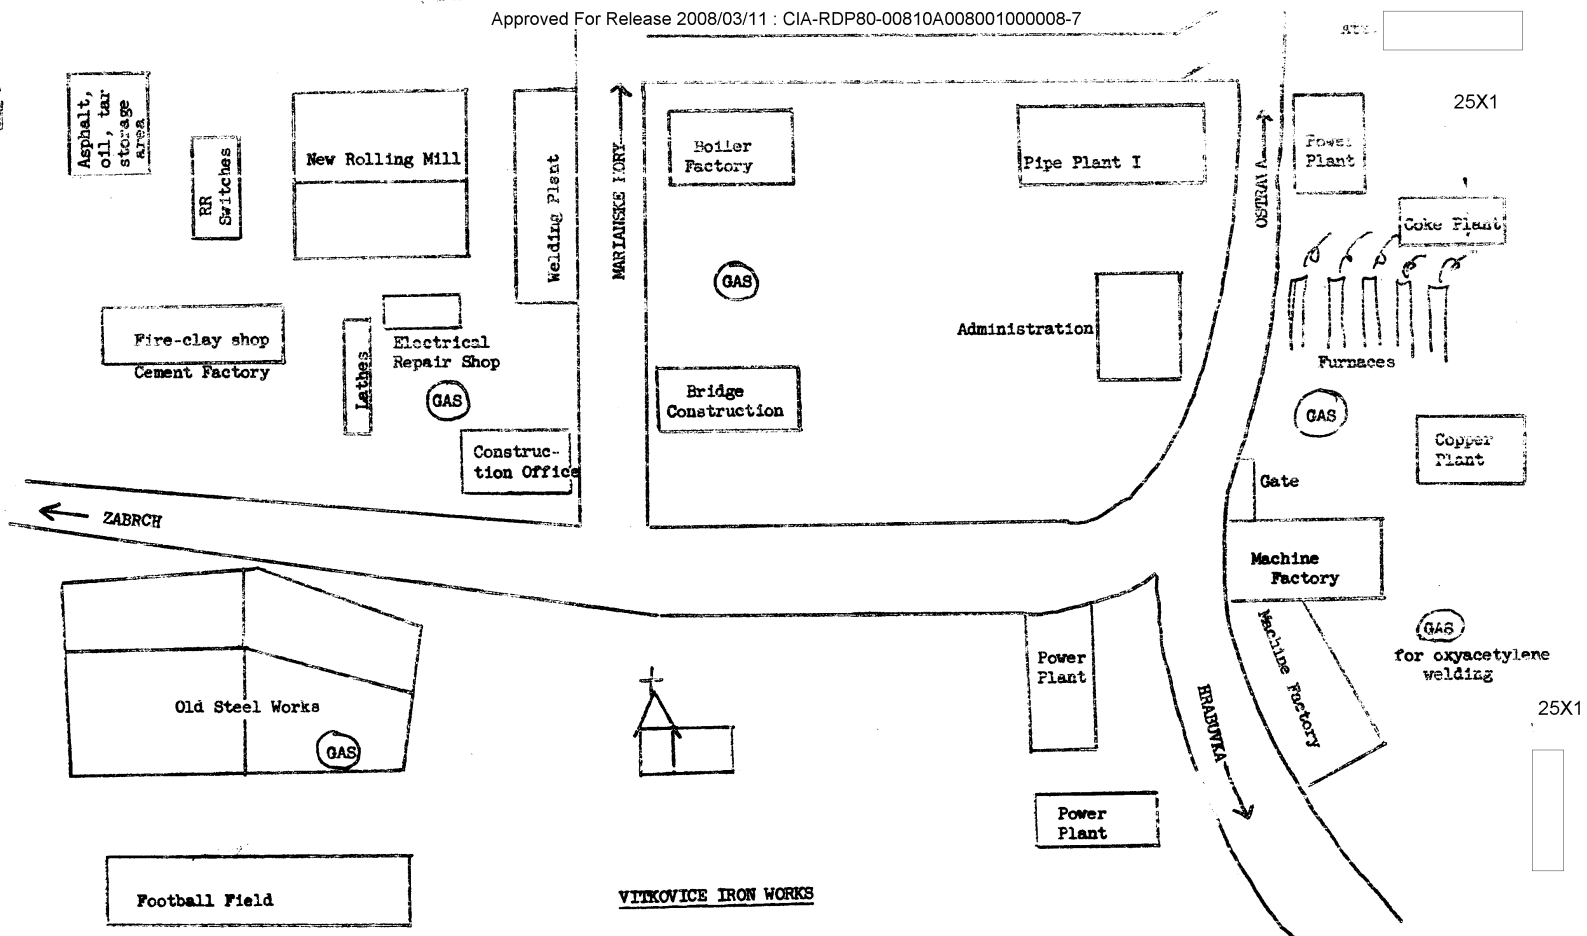 Approved For Release 2008/03/11 : CIA-RDP80-00810A008001000008-7
25X1
Asphalt,
oil, tar
storage
area
RR
Switches
New Rolling Mill
Welding Plant
MARIANSKE HORY
Boiler
Factory
Pipe Plant I
OSTRAVA
Power
Plant
Coke Plant
GAS
Administration
Furnaces
Fire-clay shop
Cement Factory
Lathes
Electrical
Repair Shop
GAS
Bridge
Construction
GAS
Copper
Plant
Construc-
tion Office
Gate
ZABRCH
Machine
Factory
Machine Factory
GAS
for oxyacetylene
welding
Power
Plant
HRABUVKA
Old Steel Works
GAS
25X1
Power
Plant
Football Field
VITKOVICE IRON WORKS